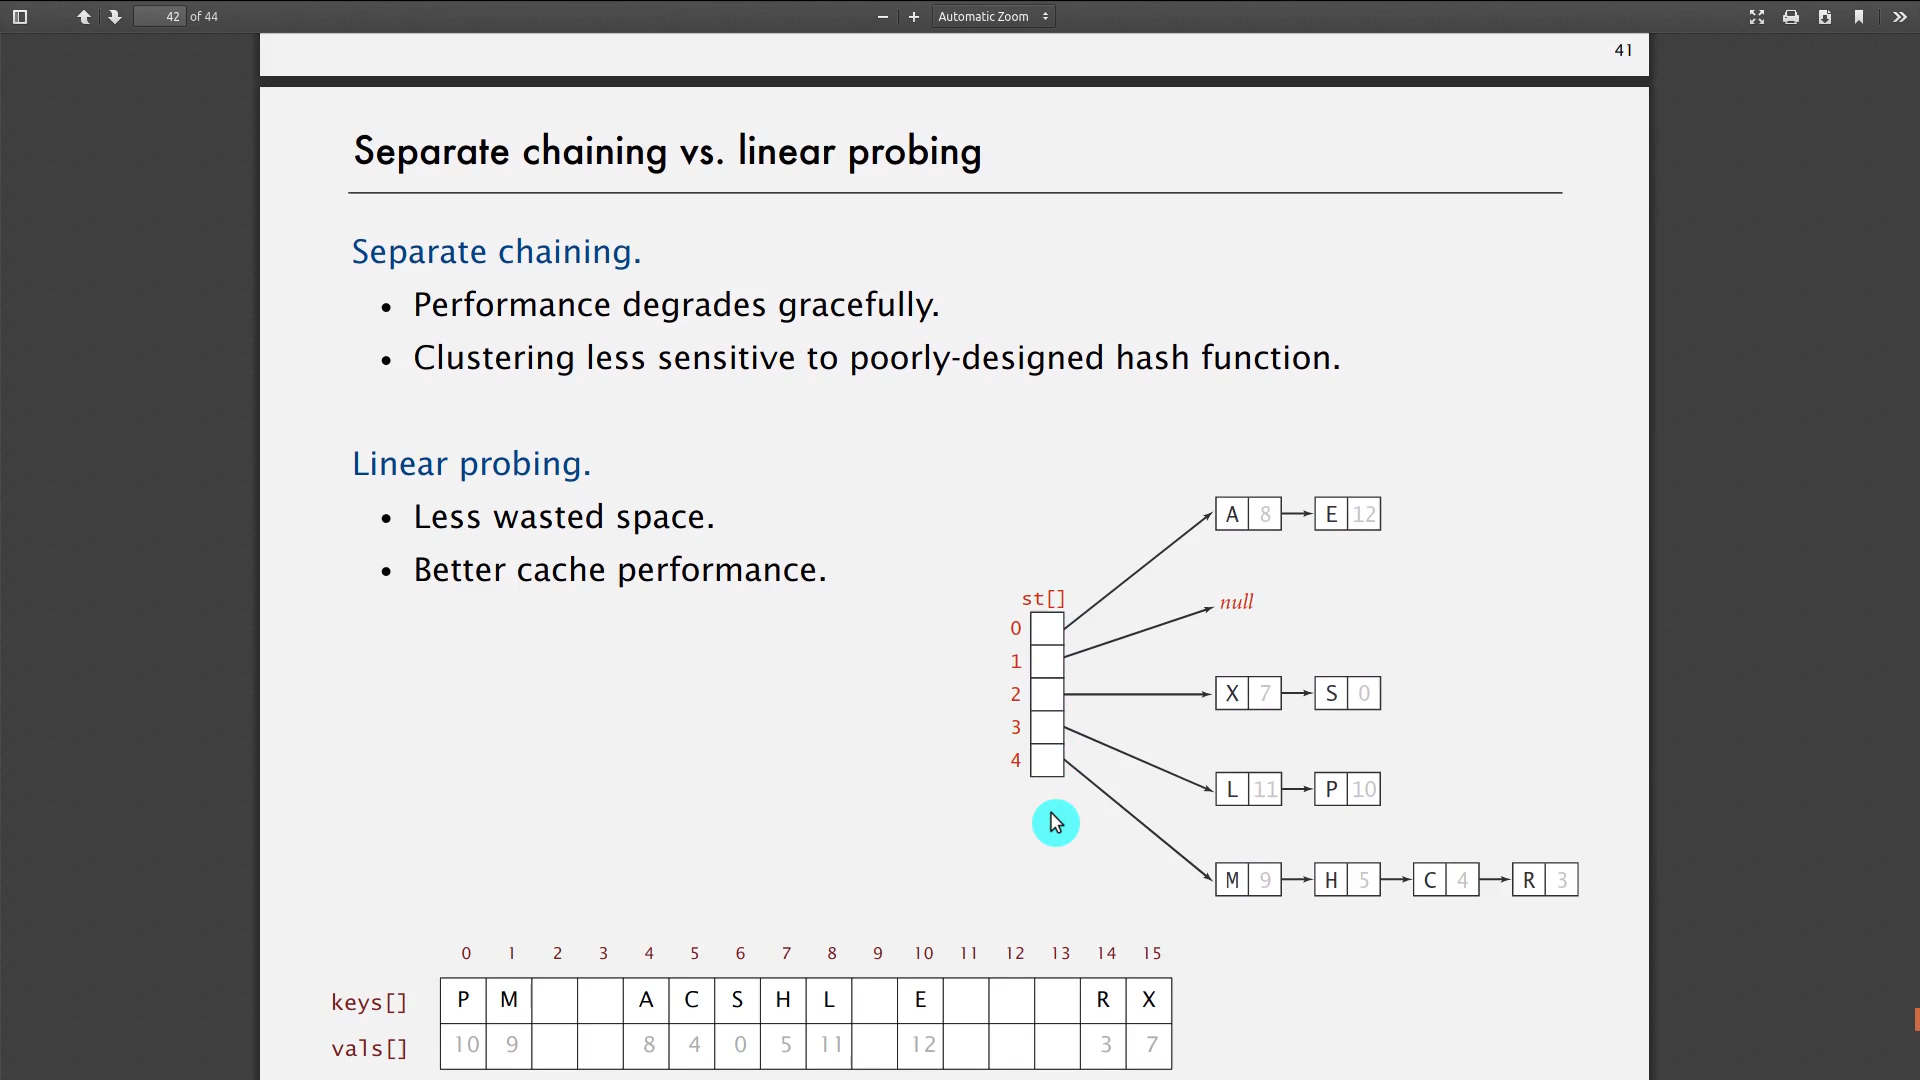 42 of 44
Automatic Zoom
41
Separate chaining vs. linear probing
Separate chaining.
• Performance degrades gracefully.
• Clustering less sensitive to poorly-designed hash function.
Linear probing.
• Less wasted space.
• Better cache performance.
A 8 E 12
st[]
null
0
1
2
X 7 S 0
3
4
L 11 P 10
M 9 H 5 C 4 R 3
0 1 2 3 4 5 6 7 8 9 10 11 12 13 14 15
keys[] P M A C S H L E R X
vals[] 10 9 8 4 0 5 11 12 3 7